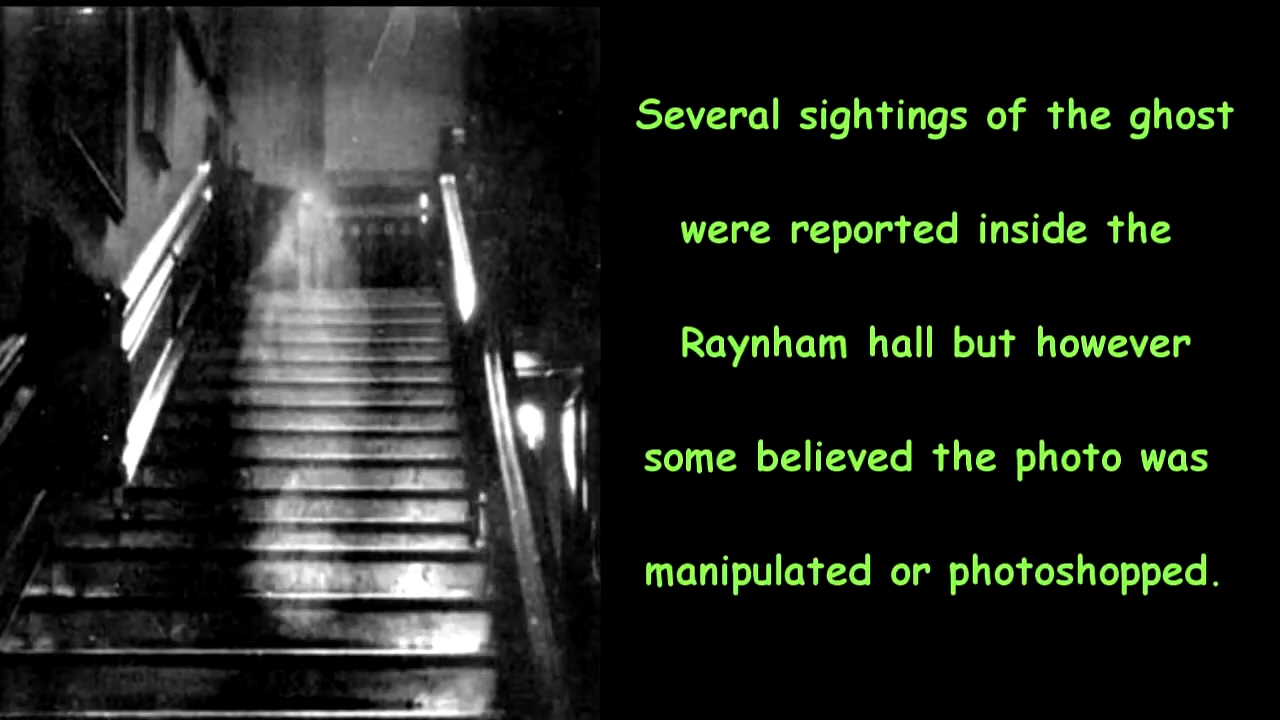 Several sightings of the ghost
were reported inside the
Raynham hall but however
some believed the photo was
manipulated or photoshopped.